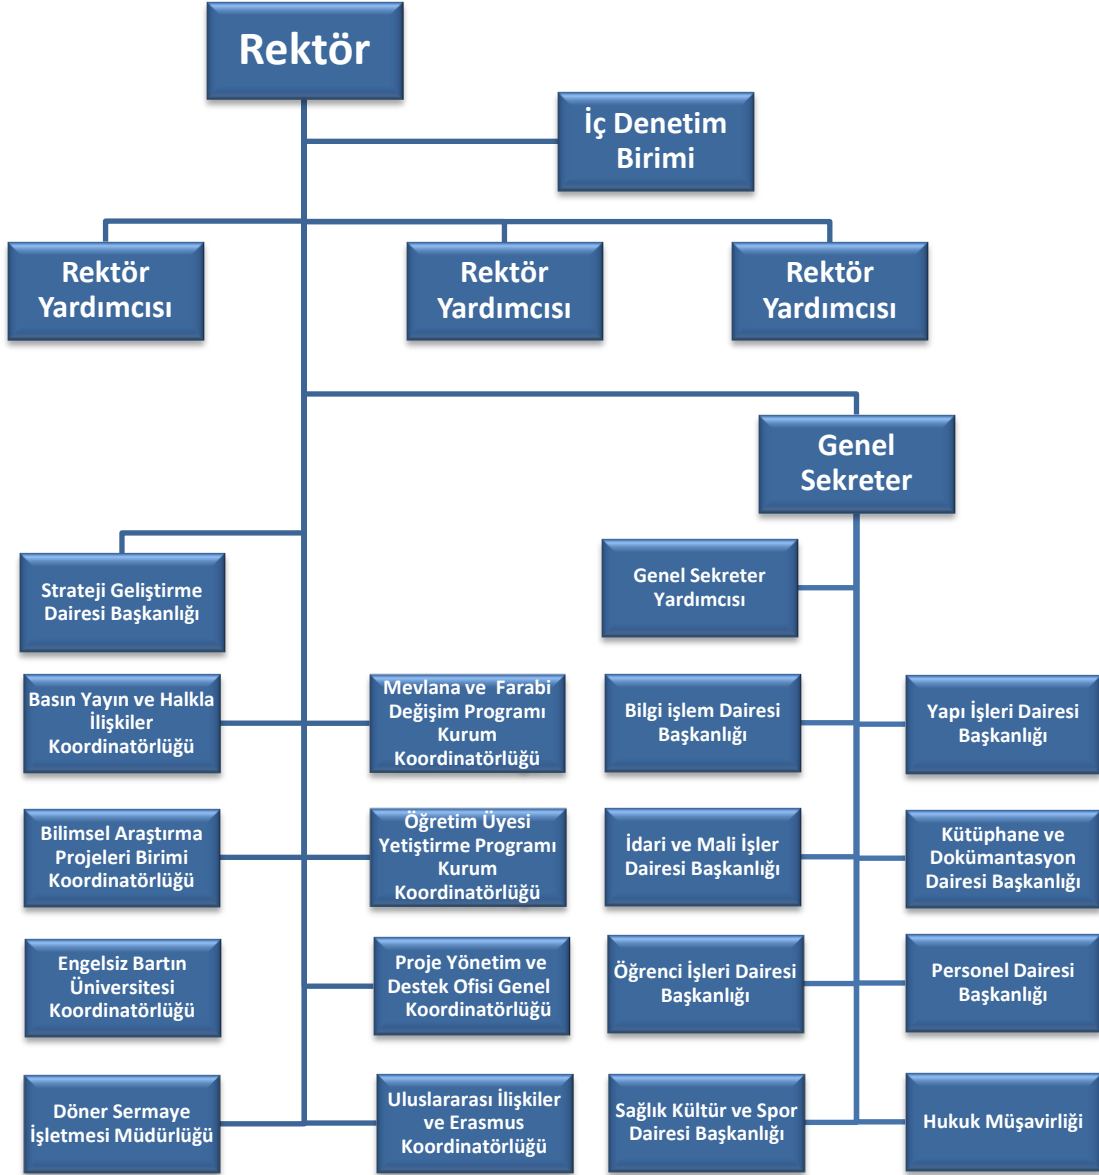 Rektör
İç Denetim
Birimi
Rektör
Yardımcısı
Rektör
Yardımcısı
Rektör
Yardımcısı
Genel
Sekreter
Strateji Geliştirme
Dairesi Başkanlığı
Genel Sekreter
Yardımcısı
Basın Yayın ve Halkla
İlişkiler
Koordinatörlüğü
Mevlana ve Farabi
Değişim Programı
Kurum
Koordinatörlüğü
Bilgi işlem Dairesi
Başkanlığı
Yapı İşleri Dairesi
Başkanlığı
Bilimsel Araştırma
Projeleri Birimi
Koordinatörlüğü
Öğretim Üyesi
Yetiştirme Programı
Kurum
Koordinatörlüğü
İdari ve Mali İşler
Dairesi Başkanlığı
Kütüphane ve
Dokümantasyon
Dairesi Başkanlığı
Engelsiz Bartın
Üniversitesi
Koordinatörlüğü
Proje Yönetim ve
Destek Ofisi Genel
Koordinatörlüğü
Öğrenci İşleri Dairesi
Başkanlığı
Personel Dairesi
Başkanlığı
Döner Sermaye
İşletmesi Müdürlüğü
Uluslararası İlişkiler
ve Erasmus
Koordinatörlüğü
Sağlık Kültür ve Spor
Dairesi Başkanlığı
Hukuk Müşavirliği